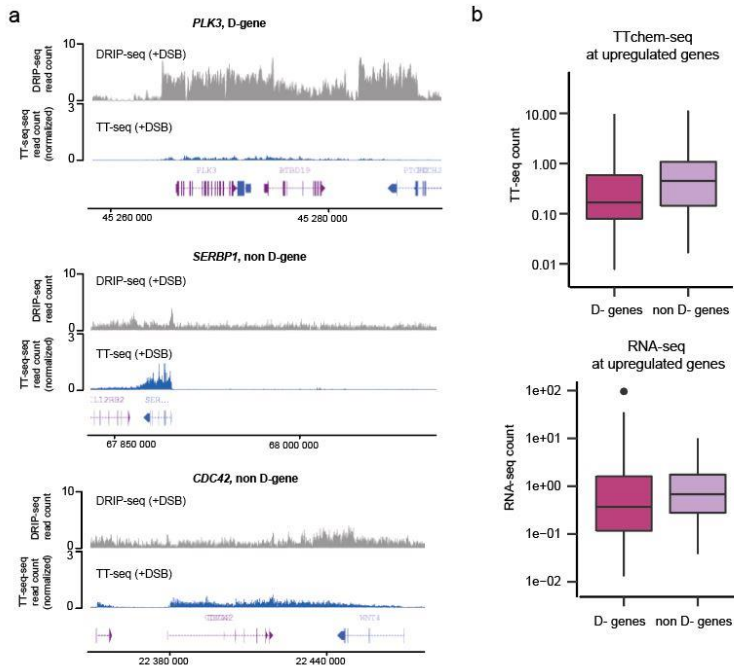 a
PLK3, D-gene
DRIP-seq
read count
10
0
DRIP-seq (+DSB)
TT-seq-seq
read count
(normalized)
3
0
TT-seq (+DSB)
PLK3
45 260 000
45 280 000
SERBP1, non D-gene
DRIP-seq
read count
10
0
DRIP-seq (+DSB)
TT-seq-seq
read count
(normalized)
3
0
TT-seq (+DSB)
67 850 000
68 000 000
CDC42, non D-gene
DRIP-seq
read count
10
0
DRIP-seq (+DSB)
TT-seq-seq
read count
(normalized)
3
0
TT-seq (+DSB)
WNT4
22 380 000
22 440 000
b
TTchem-seq
at upregulated genes
TT-seq count
10.00
1.00
0.10
0.01
D- genes
non D- genes
RNA-seq
at upregulated genes
RNA-seq count
1e+02
1e+01
1e+00
1e−01
1e−02
D- genes
non D- genes